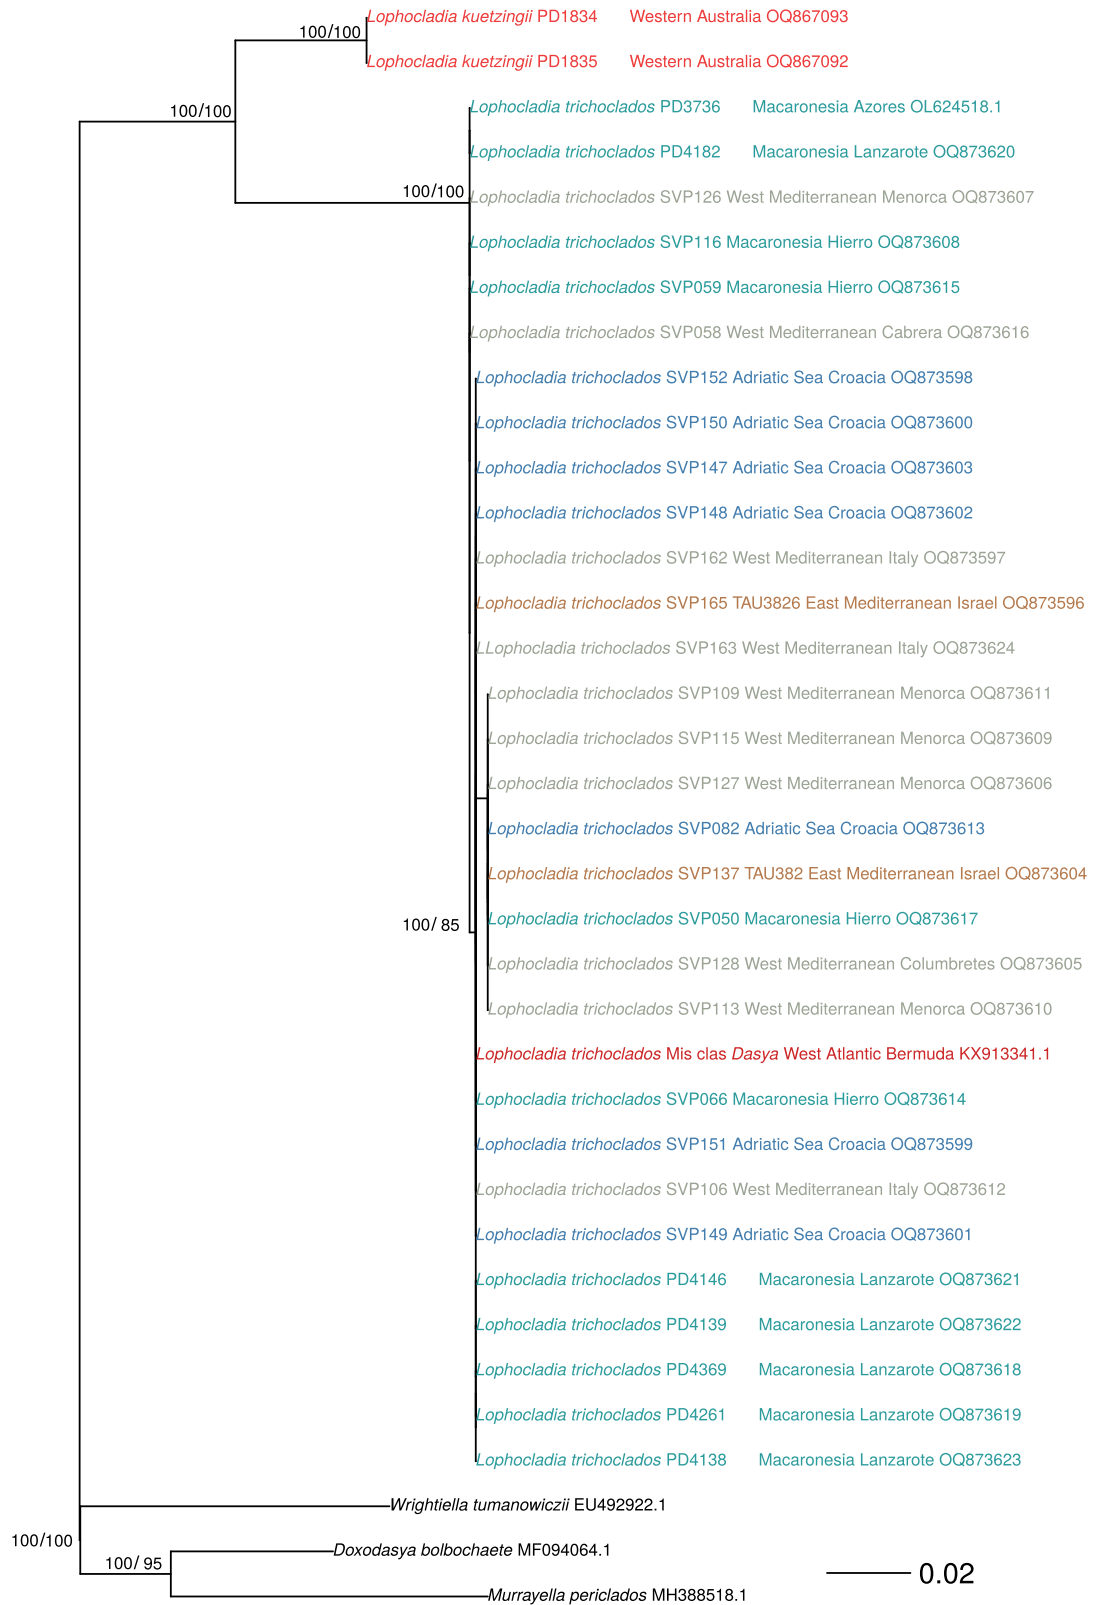 Lophocladia kuetzingii PD1834 Western Australia OQ867093
100/100
Lophocladia kuetzingii PD1835 Western Australia OQ867092
100/100
Lophocladia trichoclados PD3736 Macaronesia Azores OL624518.1
Lophocladia trichoclados PD4182 Macaronesia Lanzarote OQ873620
100/100
Lophocladia trichoclados SVP126 West Mediterranean Menorca OQ873607
Lophocladia trichoclados SVP116 Macaronesia Hierro OQ873608
Lophocladia trichoclados SVP059 Macaronesia Hierro OQ873615
Lophocladia trichoclados SVP058 West Mediterranean Cabrera OQ873616
Lophocladia trichoclados SVP152 Adriatic Sea Croacia OQ873598
Lophocladia trichoclados SVP150 Adriatic Sea Croacia OQ873600
Lophocladia trichoclados SVP147 Adriatic Sea Croacia OQ873603
Lophocladia trichoclados SVP148 Adriatic Sea Croacia OQ873602
Lophocladia trichoclados SVP162 West Mediterranean Italy OQ873597
Lophocladia trichoclados SVP165 TAU3826 East Mediterranean Israel OQ873596
LLophocladia trichoclados SVP163 West Mediterranean Italy OQ873624
Lophocladia trichoclados SVP109 West Mediterranean Menorca OQ873611
Lophocladia trichoclados SVP115 West Mediterranean Menorca OQ873609
Lophocladia trichoclados SVP127 West Mediterranean Menorca OQ873606
Lophocladia trichoclados SVP082 Adriatic Sea Croacia OQ873613
Lophocladia trichoclados SVP137 TAU382 East Mediterranean Israel OQ873604
Lophocladia trichoclados SVP050 Macaronesia Hierro OQ873617
100/ 85
Lophocladia trichoclados SVP128 West Mediterranean Columbretes OQ873605
Lophocladia trichoclados SVP113 West Mediterranean Menorca OQ873610
Lophocladia trichoclados Mis clas Dasya West Atlantic Bermuda KX913341.1
Lophocladia trichoclados SVP066 Macaronesia Hierro OQ873614
Lophocladia trichoclados SVP151 Adriatic Sea Croacia OQ873599
Lophocladia trichoclados SVP106 West Mediterranean Italy OQ873612
Lophocladia trichoclados SVP149 Adriatic Sea Croacia OQ873601
Lophocladia trichoclados PD4146 Macaronesia Lanzarote OQ873621
Lophocladia trichoclados PD4139 Macaronesia Lanzarote OQ873622
Lophocladia trichoclados PD4369 Macaronesia Lanzarote OQ873618
Lophocladia trichoclados PD4261 Macaronesia Lanzarote OQ873619
Lophocladia trichoclados PD4138 Macaronesia Lanzarote OQ873623
Wrightiella tumanowiczii EU492922.1
100/100
Doxodasya bolbochaete MF094064.1
100/ 95
0.02
Murrayella periclados MH388518.1